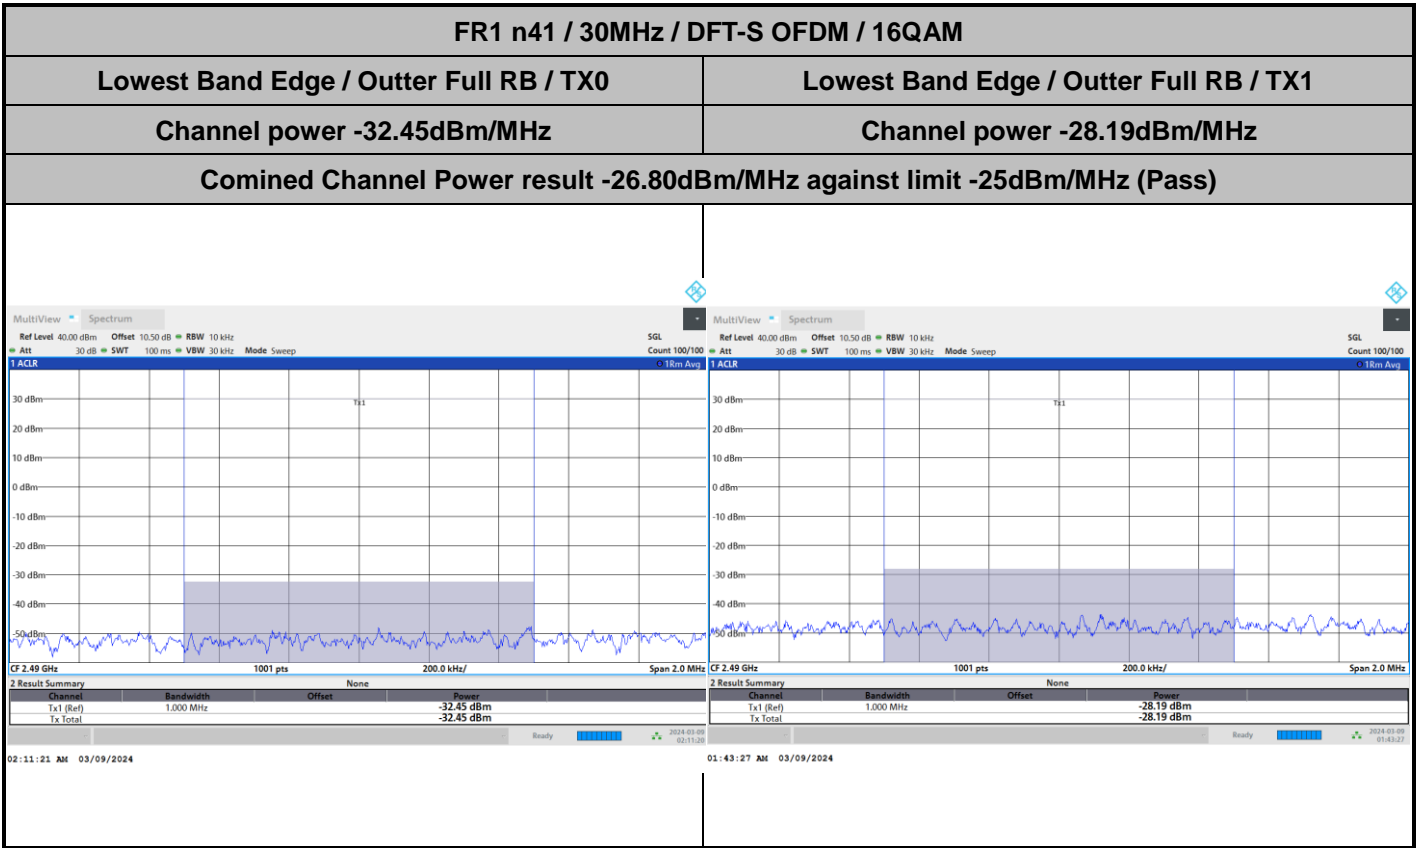 FR1 n41 / 30MHz / DFT-S OFDM / 16QAM
Lowest Band Edge / Outter Full RB / TX0
Lowest Band Edge / Outter Full RB / TX1
Channel power -32.45dBm/MHz
Channel power -28.19dBm/MHz
Comined Channel Power result -26.80dBm/MHz against limit -25dBm/MHz (Pass)
MultiView Spectrum
Ref Level 40.00 dBm Offset 10.50 dB RBW 10 kHz SGL
Att 30 dB SWT 100 ms VBW 30 kHz Mode Sweep Count 100/100
1 ACLR 1Rm Avg
Tx1
30 dBm
20 dBm
10 dBm
0 dBm
-10 dBm
-20 dBm
-30 dBm
-40 dBm
-50 dBm
CF 2.49 GHz 1001 pts 200.0 kHz/ Span 2.0 MHz
2 Result Summary None
Channel Bandwidth Offset Power
Tx1 (Ref) 1.000 MHz -32.45 dBm
Tx Total -32.45 dBm
Ready 2024-03-09
02:11:20
02:11:21 AM 03/09/2024
MultiView Spectrum
Ref Level 40.00 dBm Offset 10.50 dB RBW 10 kHz SGL
Att 30 dB SWT 100 ms VBW 30 kHz Mode Sweep Count 100/100
1 ACLR 1Rm Avg
Tx1
30 dBm
20 dBm
10 dBm
0 dBm
-10 dBm
-20 dBm
-30 dBm
-40 dBm
-50 dBm
CF 2.49 GHz 1001 pts 200.0 kHz/ Span 2.0 MHz
2 Result Summary None
Channel Bandwidth Offset Power
Tx1 (Ref) 1.000 MHz -28.19 dBm
Tx Total -28.19 dBm
Ready 2024-03-09
01:43:27
01:43:27 AM 03/09/2024